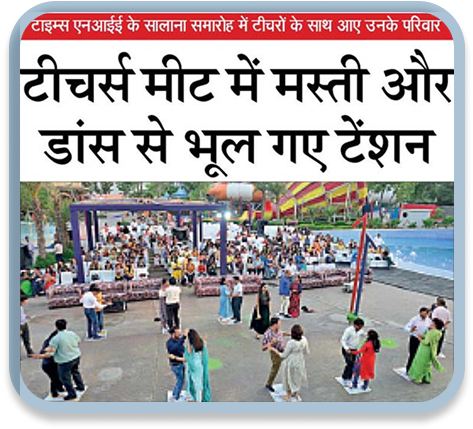 टाइम्स एनआईई के सालाना समारोह में टीचरों के साथ आए उनके परिवार
टीचर्स मीट में मस्ती और
डांस से भूल गए टेंशन